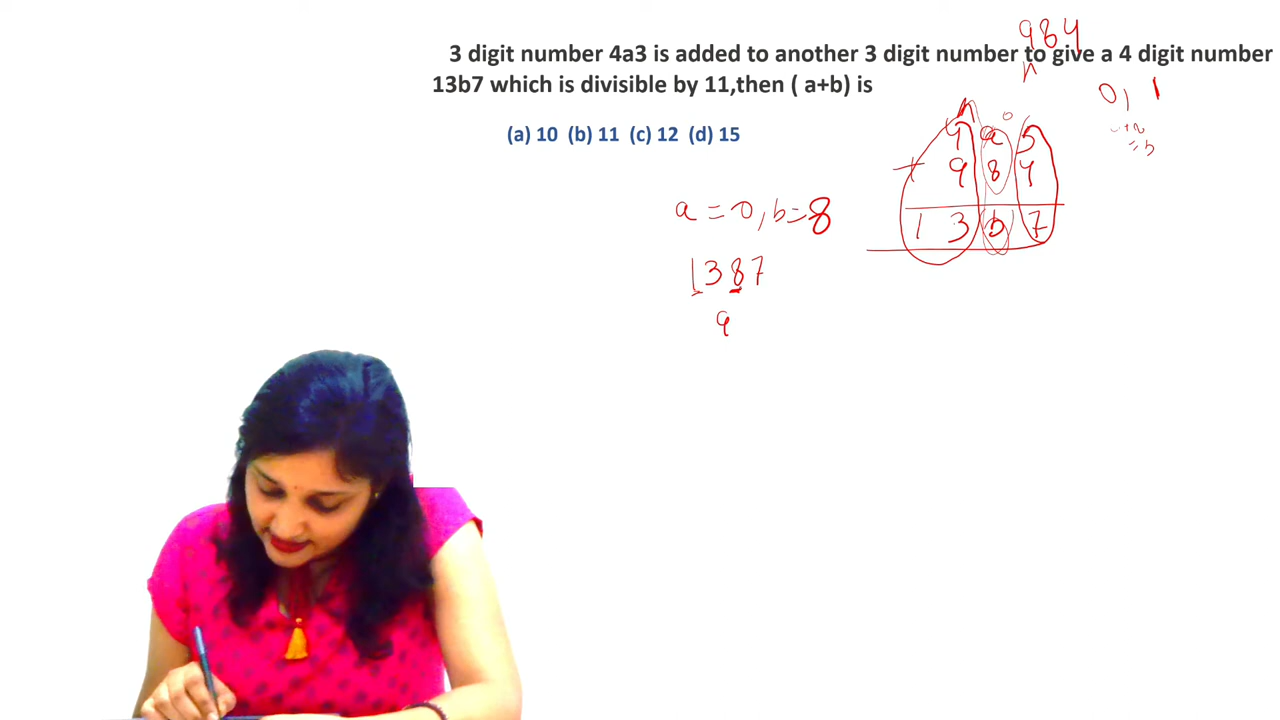 984
3 digit number 4a3 is added to another 3 digit number to give a 4 digit number
13b7 which is divisible by 11,then ( a+b) is
0, 1
(a) 10 (b) 11 (c) 12 (d) 15
4 a 3
+ 9 8 4
1 3 b 7
a = 0, b = 8
1387
9